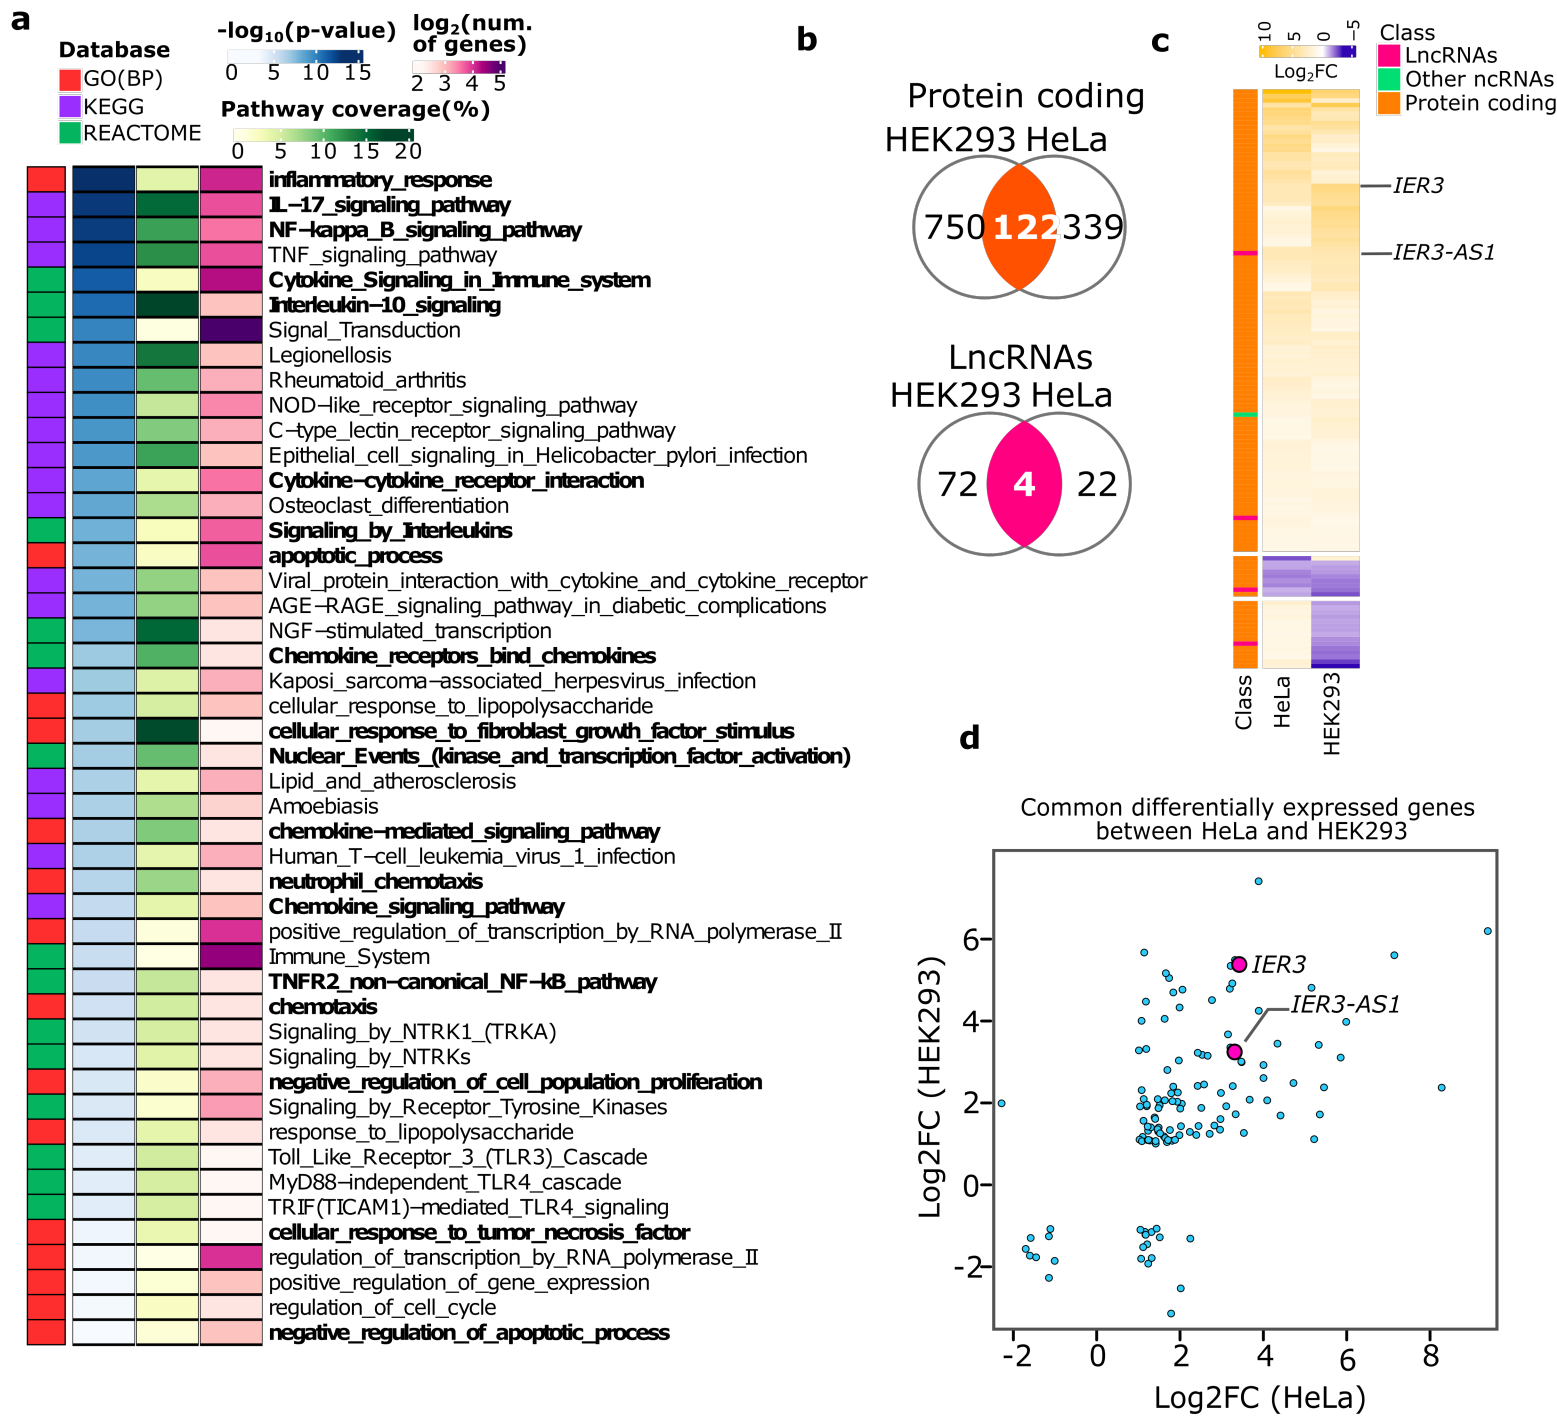 a
Database
GO(BP)
KEGG
REACTOME
-log10(p-value)
0 5 10 15
log2(num.
of genes)
2 3 4 5
Pathway coverage(%)
0 5 10 15 20
inflammatory_response
IL−17_signaling_pathway
NF−kappa_B_signaling_pathway
TNF_signaling_pathway
Cytokine_Signaling_in_Immune_system
Interleukin−10_signaling
Signal_Transduction
Legionellosis
Rheumatoid_arthritis
NOD−like_receptor_signaling_pathway
C−type_lectin_receptor_signaling_pathway
Epithelial_cell_signaling_in_Helicobacter_pylori_infection
Cytokine−cytokine_receptor_interaction
Osteoclast_differentiation
Signaling_by_Interleukins
apoptotic_process
Viral_protein_interaction_with_cytokine_and_cytokine_receptor
AGE−RAGE_signaling_pathway_in_diabetic_complications
NGF−stimulated_transcription
Chemokine_receptors_bind_chemokines
Kaposi_sarcoma−associated_herpesvirus_infection
cellular_response_to_lipopolysaccharide
cellular_response_to_fibroblast_growth_factor_stimulus
Nuclear_Events_(kinase_and_transcription_factor_activation)
Lipid_and_atherosclerosis
Amoebiasis
chemokine−mediated_signaling_pathway
Human_T−cell_leukemia_virus_1_infection
neutrophil_chemotaxis
Chemokine_signaling_pathway
positive_regulation_of_transcription_by_RNA_polymerase_II
Immune_System
TNFR2_non−canonical_NF−kB_pathway
chemotaxis
Signaling_by_NTRK1_(TRKA)
Signaling_by_NTRKs
negative_regulation_of_cell_population_proliferation
Signaling_by_Receptor_Tyrosine_Kinases
response_to_lipopolysaccharide
Toll_Like_Receptor_3_(TLR3)_Cascade
MyD88−independent_TLR4_cascade
TRIF(TICAM1)−mediated_TLR4_signaling
cellular_response_to_tumor_necrosis_factor
regulation_of_transcription_by_RNA_polymerase_II
positive_regulation_of_gene_expression
regulation_of_cell_cycle
negative_regulation_of_apoptotic_process
b
Protein coding
HEK293 HeLa
750 122 339
LncRNAs
HEK293 HeLa
72 4 22
c
10 5 0 −5
Log2FC
Class
LncRNAs
Other ncRNAs
Protein coding
IER3
IER3-AS1
Class
HeLa
HEK293
d
Common differentially expressed genes
between HeLa and HEK293
Log2FC (HEK293)
6
4
2
0
-2
IER3
IER3-AS1
-2 0 2 4 6 8
Log2FC (HeLa)